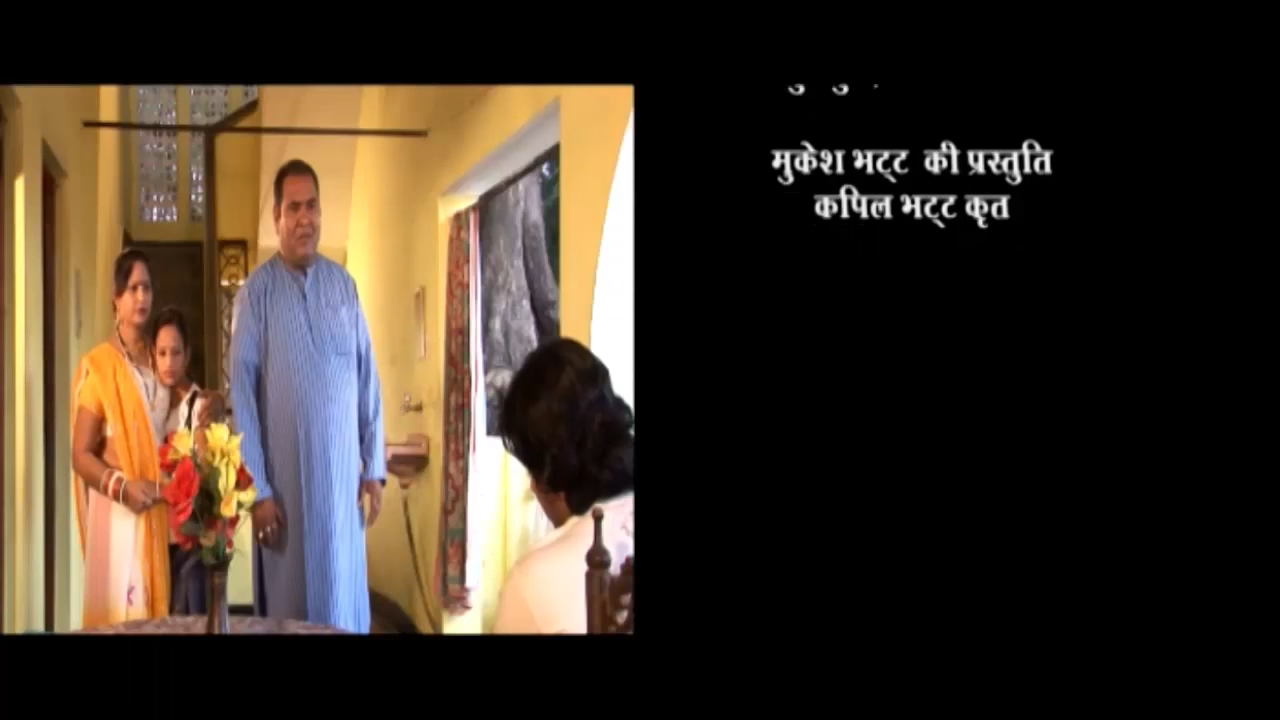 मुकेश भट्ट की प्रस्तुति
कपिल भट्ट कृत